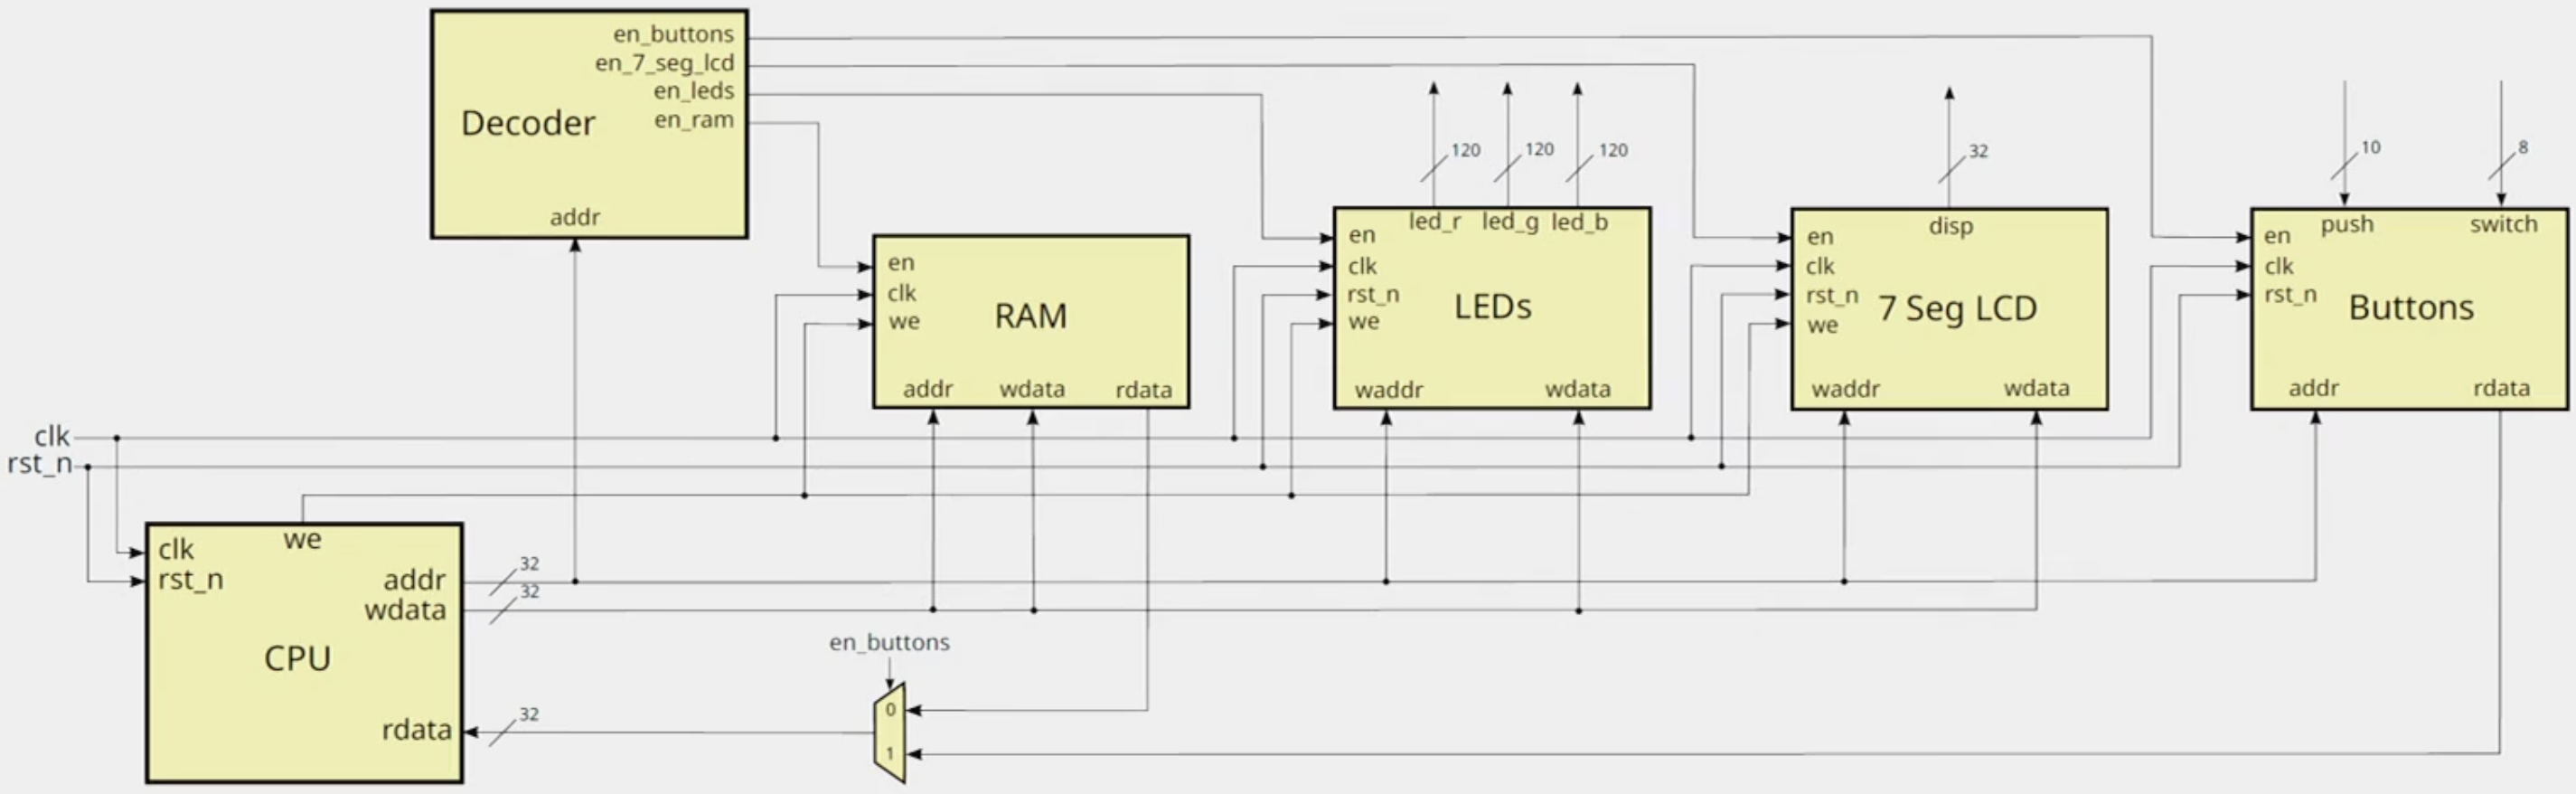 en_buttons
en_7_seg_lcd
en_leds
en_ram
Decoder
addr
120
120
120
32
10
8
en
clk
we
RAM
addr
wdata
rdata
led_r
led_g
led_b
en
clk
rst_n
we
LEDs
waddr
wdata
disp
en
clk
rst_n
we
7 Seg LCD
waddr
wdata
push
switch
en
clk
rst_n
Buttons
addr
rdata
clk
rst_n
we
clk
rst_n
addr
wdata
CPU
rdata
32
32
32
en_buttons
0
1